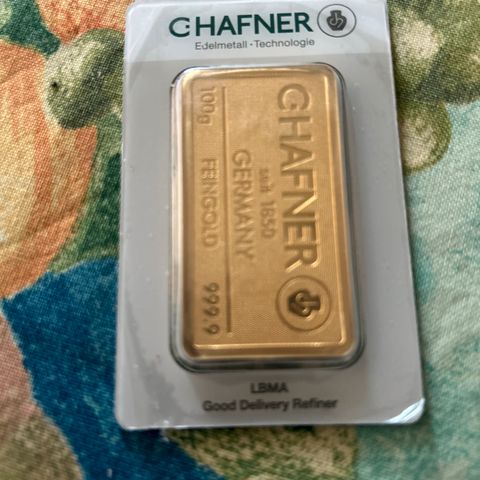 C·HAFNER
Edelmetall · Technologie
C·HAFNER
seit 1850
GERMANY
100g FEINGOLD 999.9
LBMA
Good Delivery Refiner